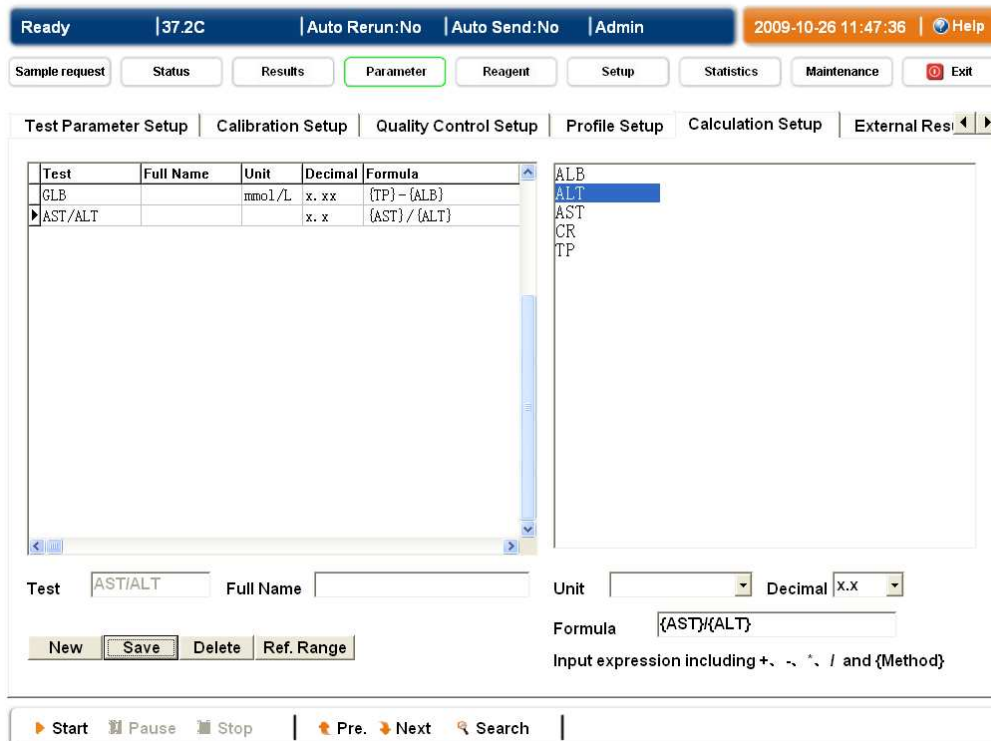 Ready |37.2C |Auto Rerun:No |Auto Send:No |Admin 2009-10-26 11:47:36 | Help
Sample request Status Results Parameter Reagent Setup Statistics Maintenance Exit
Test Parameter Setup | Calibration Setup | Quality Control Setup | Profile Setup | Calculation Setup | External Res
Test Full Name Unit Decimal Formula
GLB mmol/L x.xx {TP}-{ALB}
AST/ALT x.x {AST}/{ALT}
ALB
ALT
AST
CR
TP
Test AST/ALT Full Name Unit Decimal x.x
Formula {AST}/{ALT}
New Save Delete Ref. Range
Input expression including +、-、*、/ and {Method}
Start Pause Stop | Pre. Next Search |